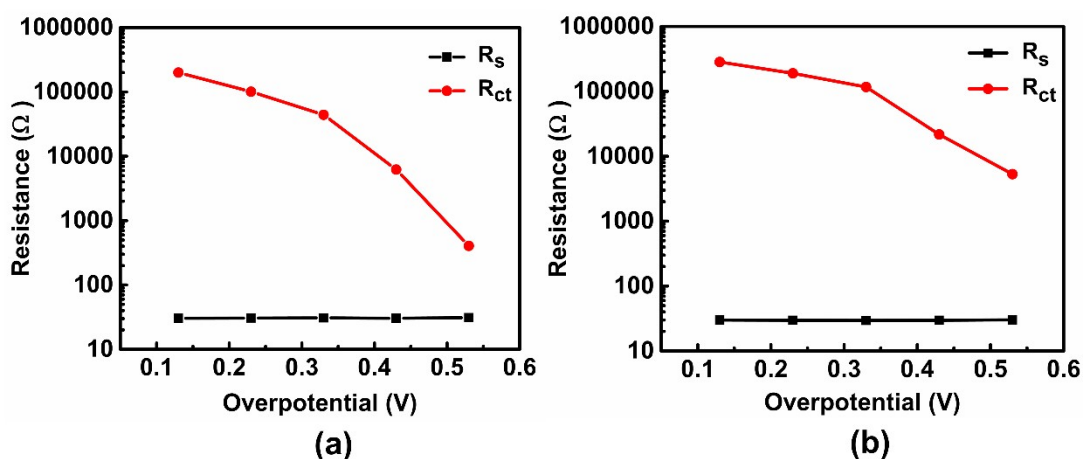 1000000
100000
10000
1000
100
10
Resistance (Ω)
Rs
Rct
0.1 0.2 0.3 0.4 0.5 0.6
Overpotential (V)
(a)
1000000
100000
10000
1000
100
10
Resistance (Ω)
Rs
Rct
0.1 0.2 0.3 0.4 0.5 0.6
Overpotential (V)
(b)